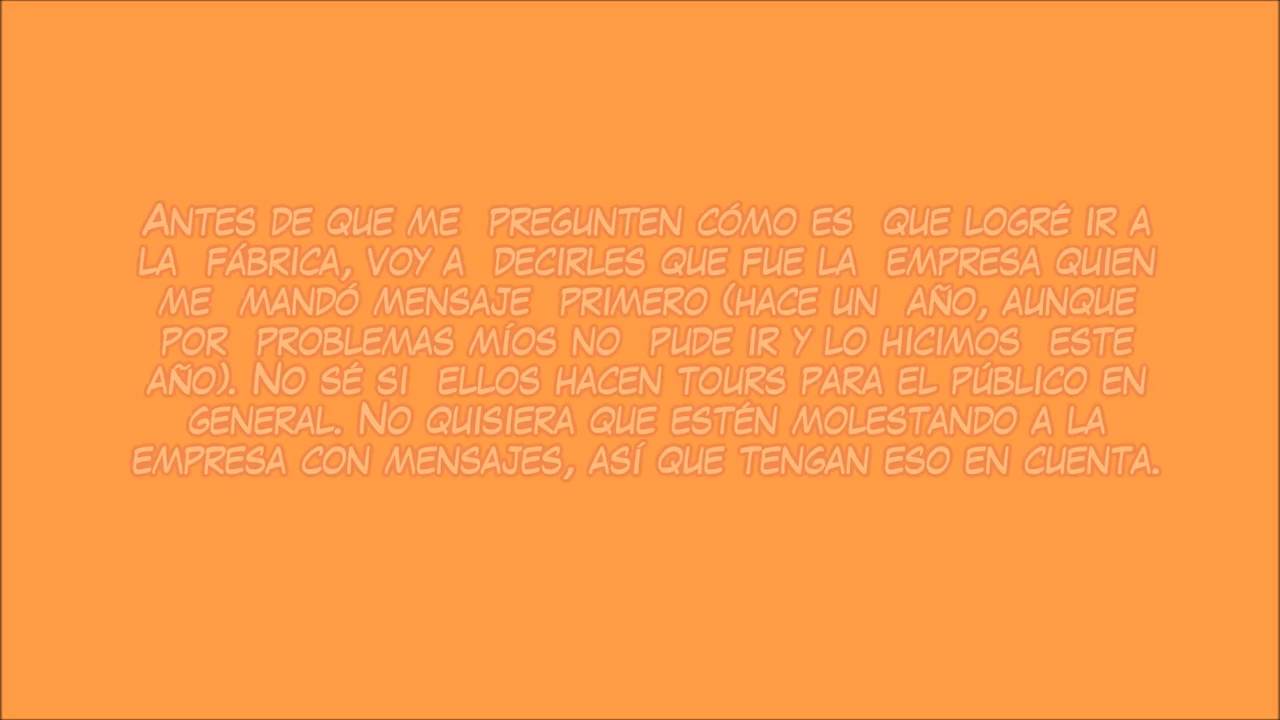 Antes de que me pregunten cómo es que logré ir a
la fábrica, voy a decirles que fue la empresa quien
me mandó mensaje primero (hace un año, aunque
por problemas míos no pude ir y lo hicimos este
año). No sé si ellos hacen tours para el público en
general. No quisiera que estén molestando a la
empresa con mensajes, así que tengan eso en cuenta.